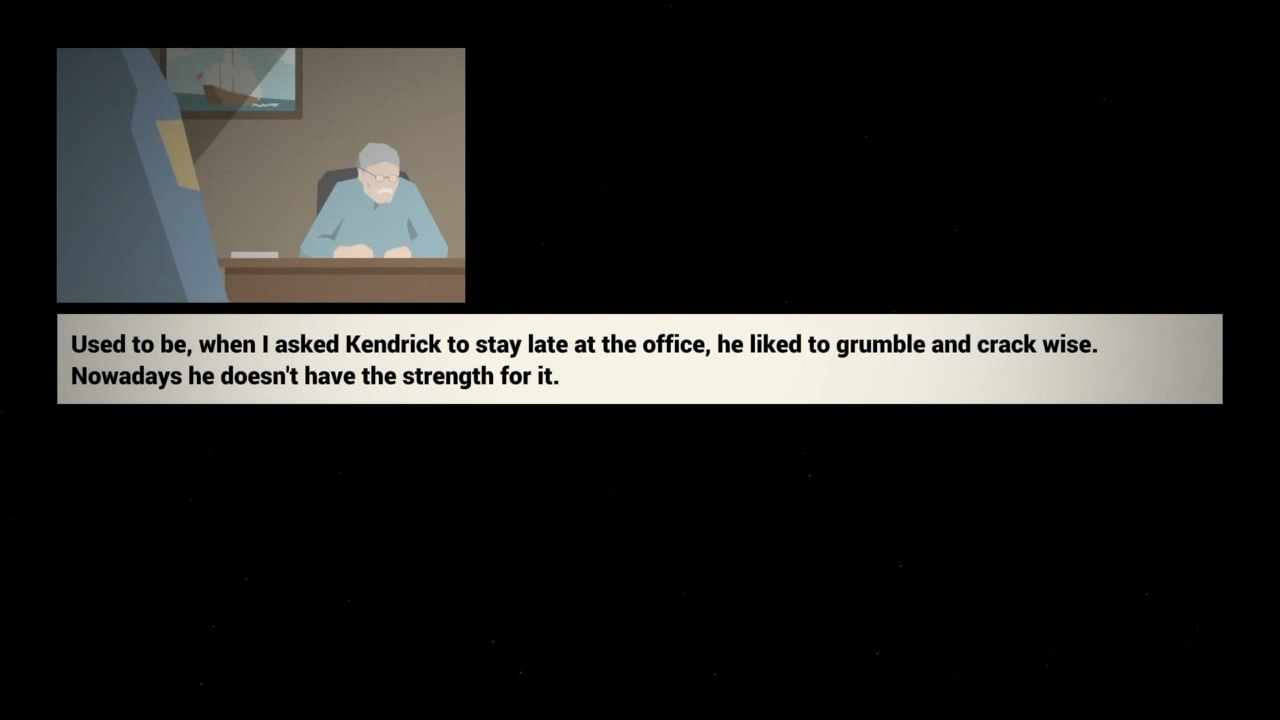 Used to be, when I asked Kendrick to stay late at the office, he liked to grumble and crack wise.
Nowadays he doesn't have the strength for it.